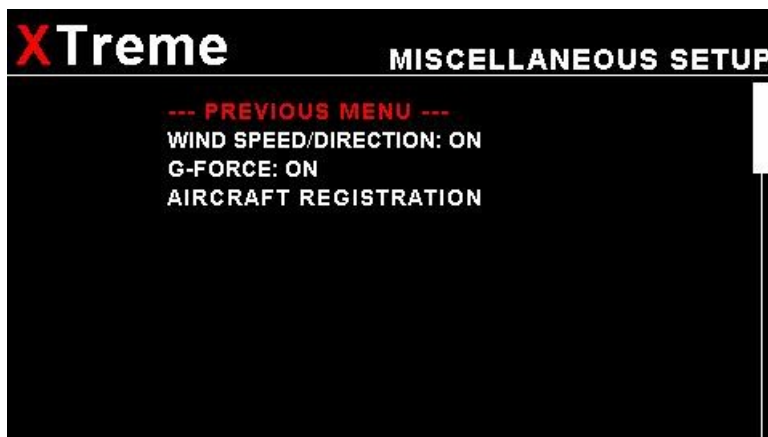 XTreme
MISCELLANEOUS SETUP
--- PREVIOUS MENU ---
WIND SPEED/DIRECTION: ON
G-FORCE: ON
AIRCRAFT REGISTRATION